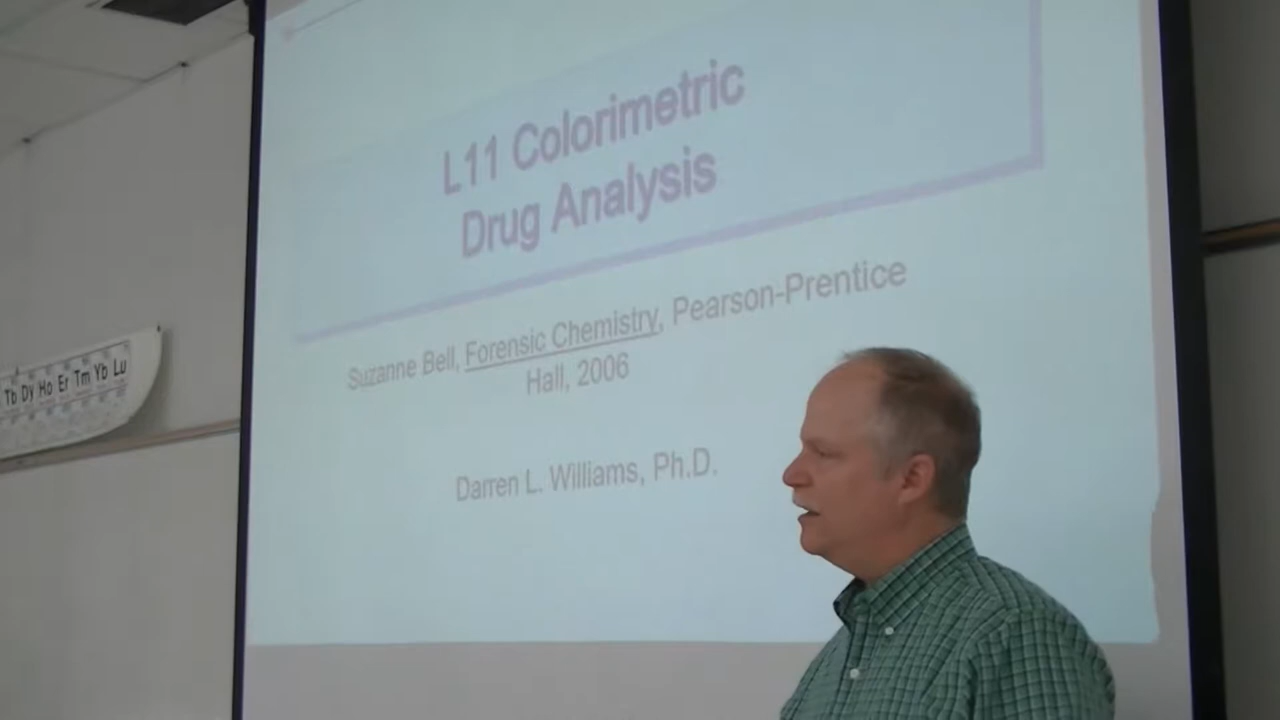 L11 Colorimetric
Drug Analysis
Suzanne Bell, Forensic Chemistry, Pearson-Prentice
Hall, 2006
Darren L. Williams, Ph.D.
Tb Dy Ho Er Tm Yb Lu